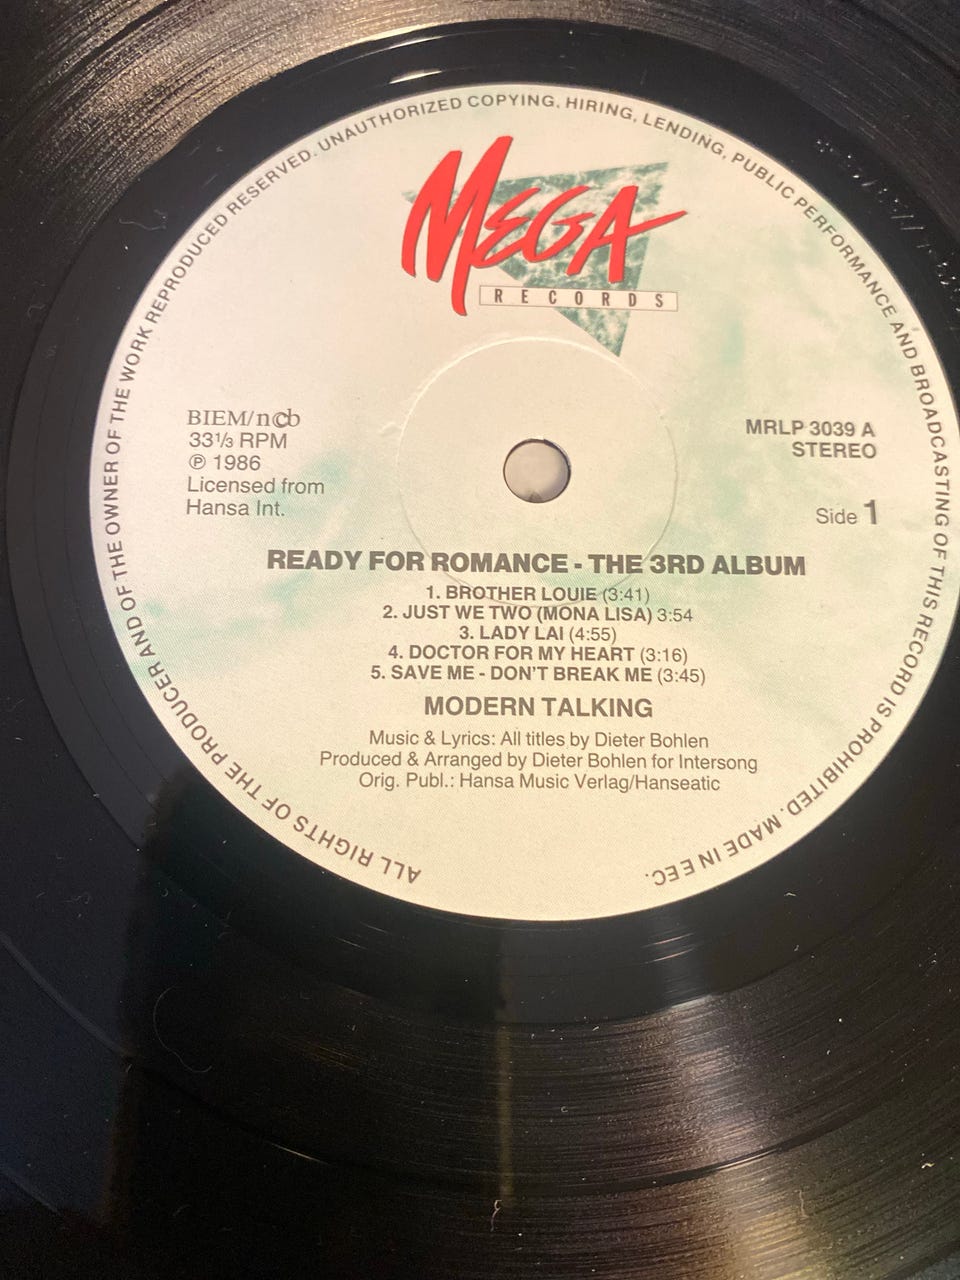 ALL RIGHTS OF THE PRODUCER AND OF THE OWNER OF THE WORK REPRODUCED RESERVED. UNAUTHORIZED COPYING, HIRING, LENDING, PUBLIC PERFORMANCE AND BROADCASTING OF THIS RECORD IS PROHIBITED. MADE IN EEC.
MEGA
RECORDS
BIEM/ncb
33⅓ RPM
℗ 1986
Licensed from
Hansa Int.
MRLP 3039 A
STEREO
Side 1
READY FOR ROMANCE - THE 3RD ALBUM
1. BROTHER LOUIE (3:41)
2. JUST WE TWO (MONA LISA) 3:54
3. LADY LAI (4:55)
4. DOCTOR FOR MY HEART (3:16)
5. SAVE ME - DON'T BREAK ME (3:45)
MODERN TALKING
Music & Lyrics: All titles by Dieter Bohlen
Produced & Arranged by Dieter Bohlen for Intersong
Orig. Publ.: Hansa Music Verlag/Hanseatic